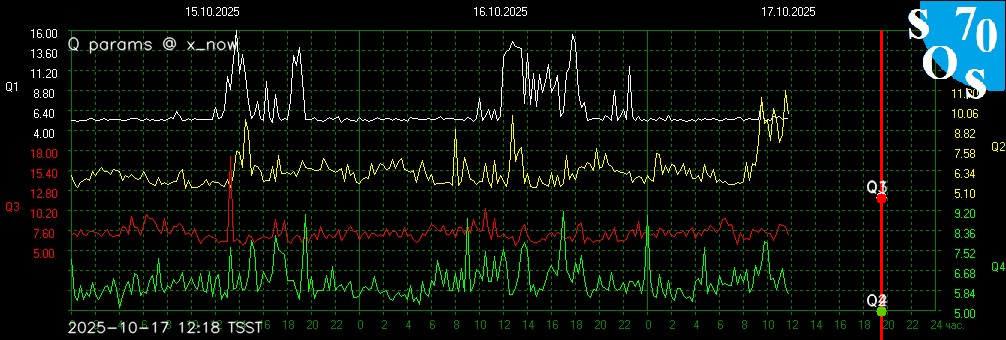 15.10.2025 16.10.2025 17.10.2025
S 70
O
S
Q params @ x_now
Q1
16.00
13.60
11.20
8.80
6.40
4.00
Q3
18.00
15.40
12.80
10.20
7.60
5.00
10.06
8.82
7.58
6.34
5.10
Q2
9.20
8.36
7.52
6.68
5.84
5.00
Q4
2025-10-17 12:18 TSST
18 20 22 0 2 4 6 8 10 12 14 16 18 20 22 0 2 4 6 8 10 12 14 16 18 20 22 24 час.